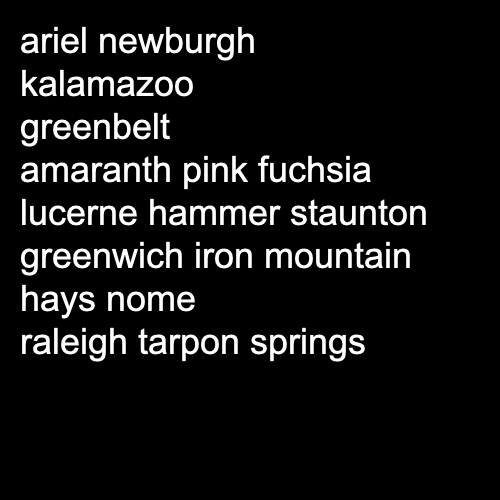 ariel newburgh
kalamazoo
greenbelt
amaranth pink fuchsia
lucerne hammer staunton
greenwich iron mountain
hays nome
raleigh tarpon springs